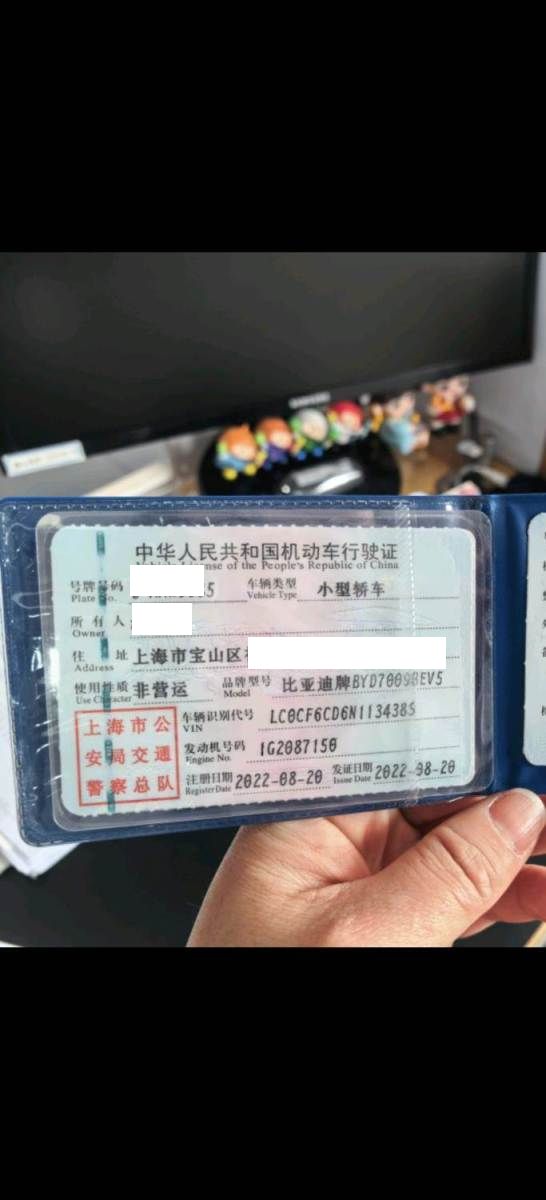 SAMSUNG
中华人民共和国机动车行驶证
ense of the People's Republic of China
号牌号码 5 车辆类型 小型轿车
Plate No. Vehicle Type
所有人
Owner
住址 上海市宝山区
Address
使用性质 非营运 品牌型号 比亚迪牌BYD7009BEV5
Use Character Model
上海市公
安局交通
警察总队
车辆识别代号 LC0CF6CD6N1134385
VIN
发动机号码 1G2087150
Engine No.
注册日期 2022-08-20 发证日期 2022-08-20
Register Date Issue Date